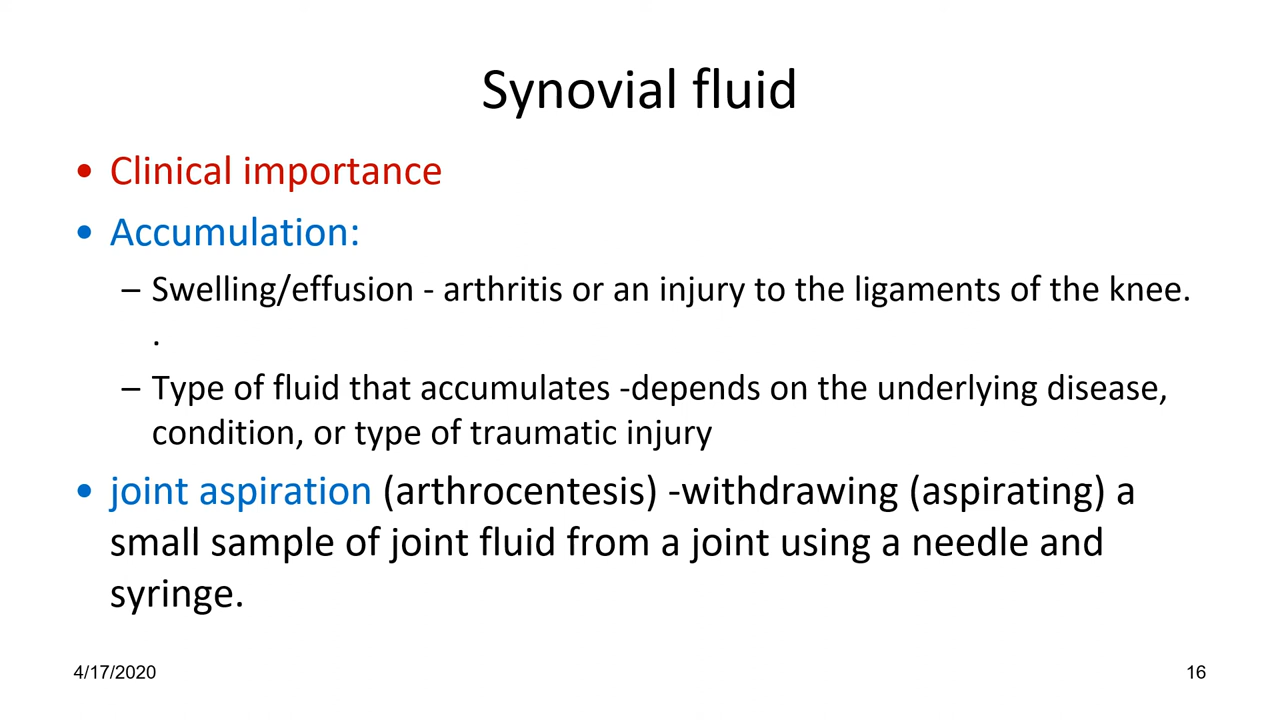 Synovial fluid
• Clinical importance
• Accumulation:
– Swelling/effusion - arthritis or an injury to the ligaments of the knee.
.
– Type of fluid that accumulates -depends on the underlying disease,
condition, or type of traumatic injury
• joint aspiration (arthrocentesis) -withdrawing (aspirating) a
small sample of joint fluid from a joint using a needle and
syringe.
4/17/2020
16